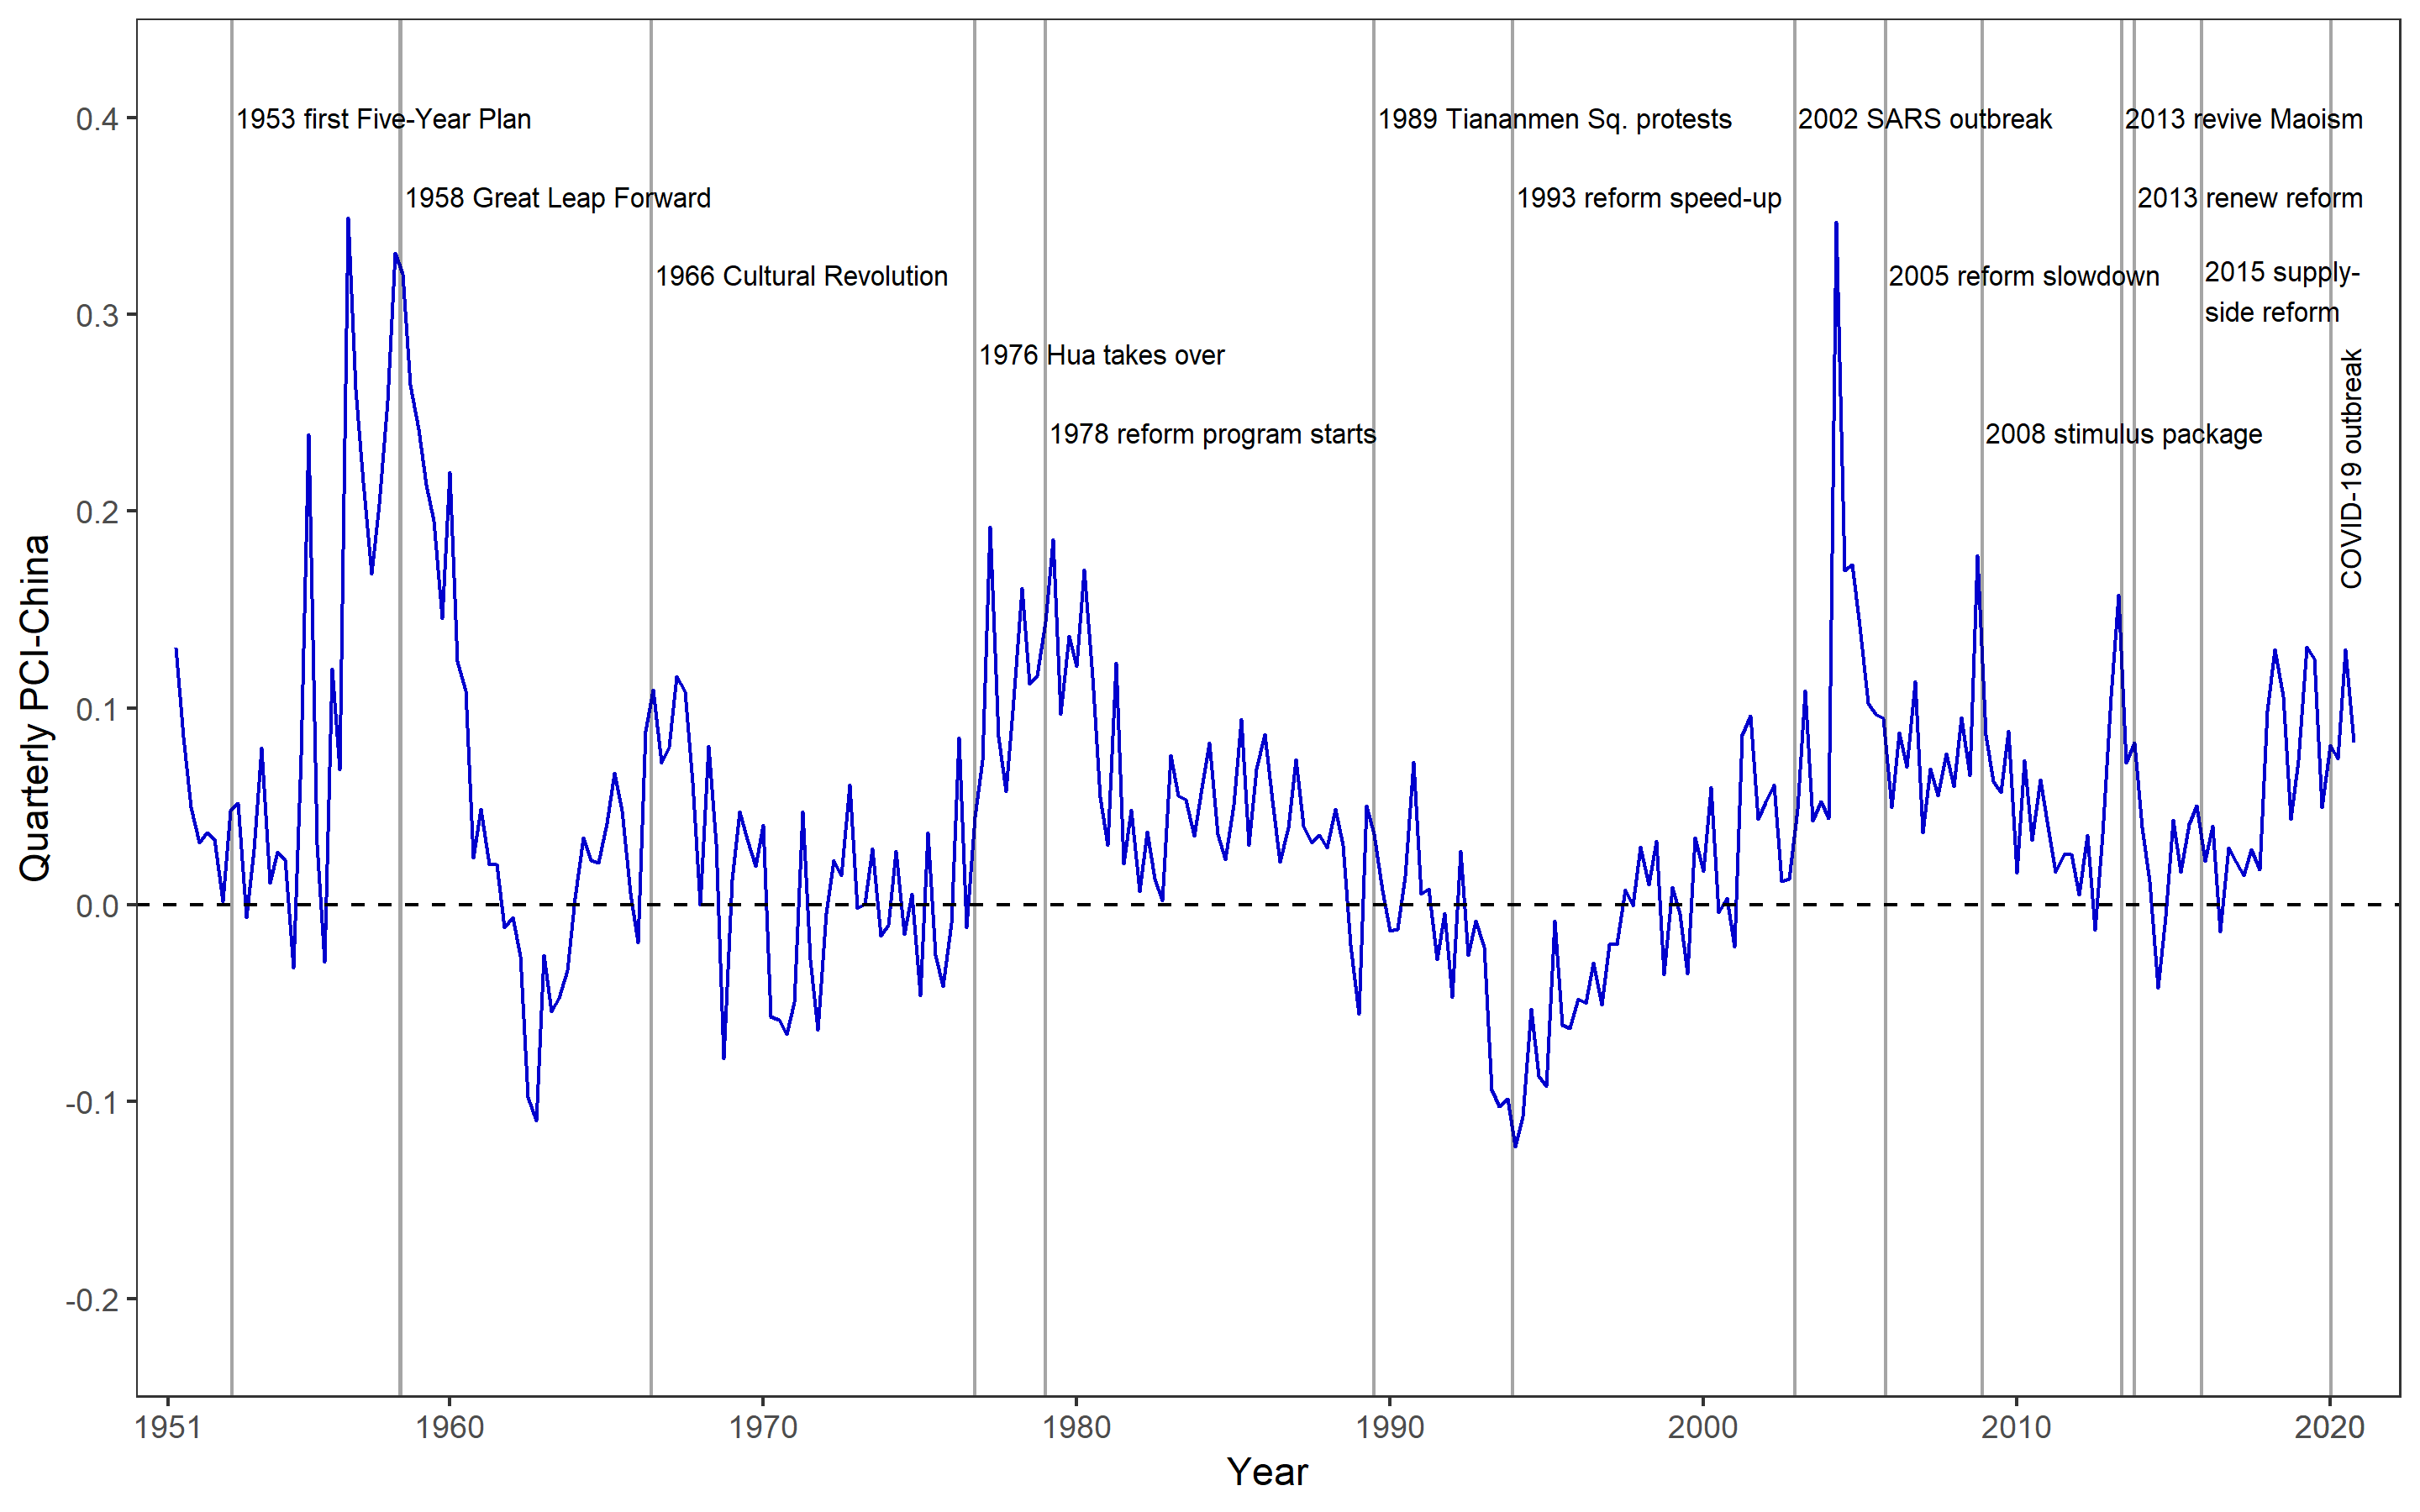 0.4
0.3
0.2
0.1
0.0
-0.1
-0.2
Quarterly PCI-China
1953 first Five-Year Plan
1958 Great Leap Forward
1966 Cultural Revolution
1976 Hua takes over
1978 reform program starts
1989 Tiananmen Sq. protests
1993 reform speed-up
2002 SARS outbreak
2005 reform slowdown
2008 stimulus package
2013 revive Maoism
2013 renew reform
2015 supply-
side reform
COVID-19 outbreak
1951
1960
1970
1980
1990
2000
2010
2020
Year